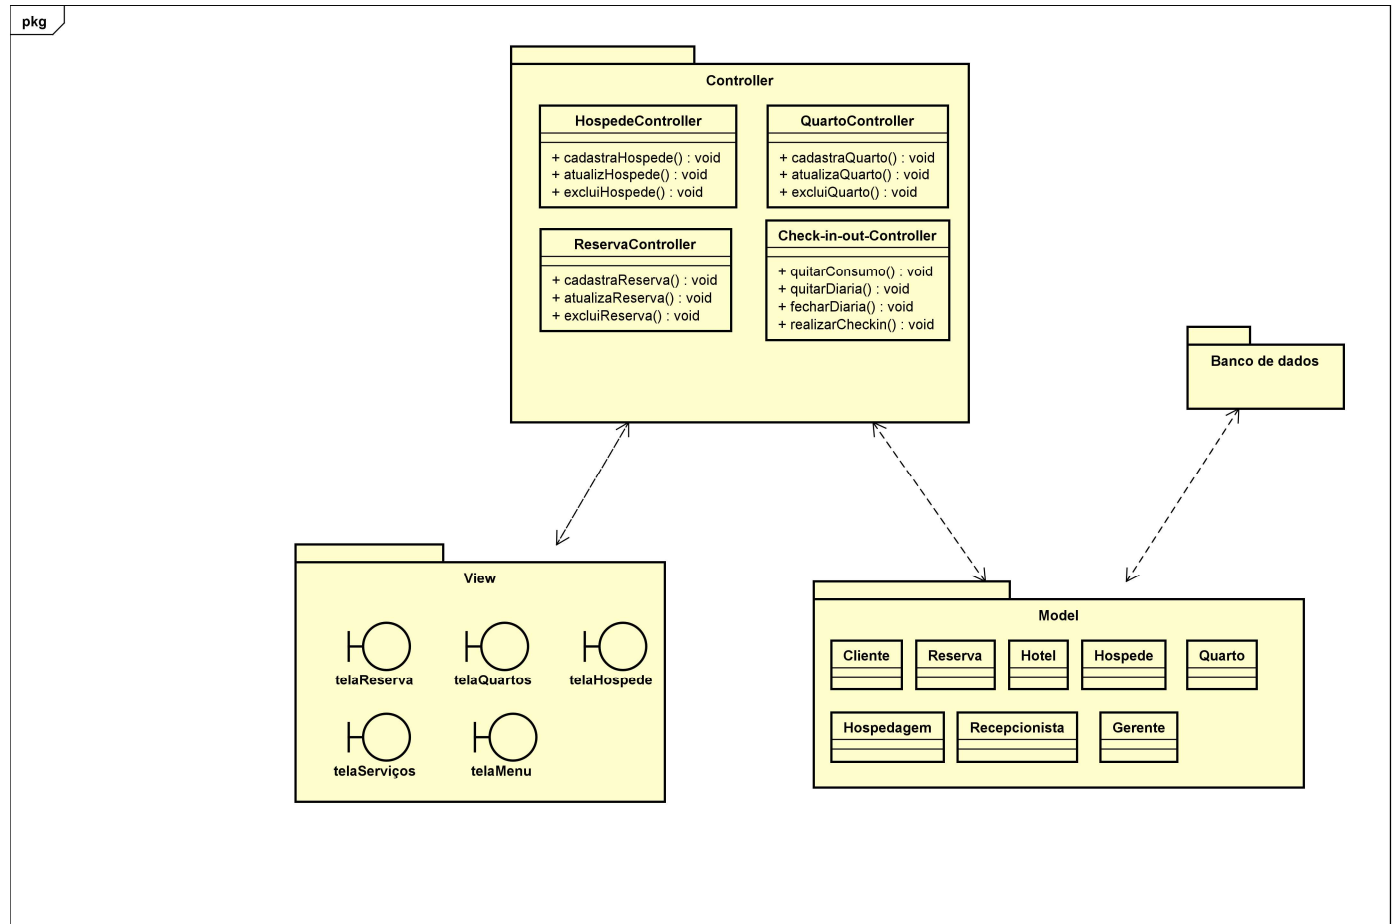 pkg
Controller
HospedeController
+ cadastraHospede() : void
+ atualizHospede() : void
+ excluiHospede() : void
QuartoController
+ cadastraQuarto() : void
+ atualizaQuarto() : void
+ excluiQuarto() : void
ReservaController
+ cadastraReserva() : void
+ atualizaReserva() : void
+ excluiReserva() : void
Check-in-out-Controller
+ quitarConsumo() : void
+ quitarDiaria() : void
+ fecharDiaria() : void
+ realizarCheckin() : void
Banco de dados
View
telaReserva
telaQuartos
telaHospede
telaServiços
telaMenu
Model
Cliente
Reserva
Hotel
Hospede
Quarto
Hospedagem
Recepcionista
Gerente